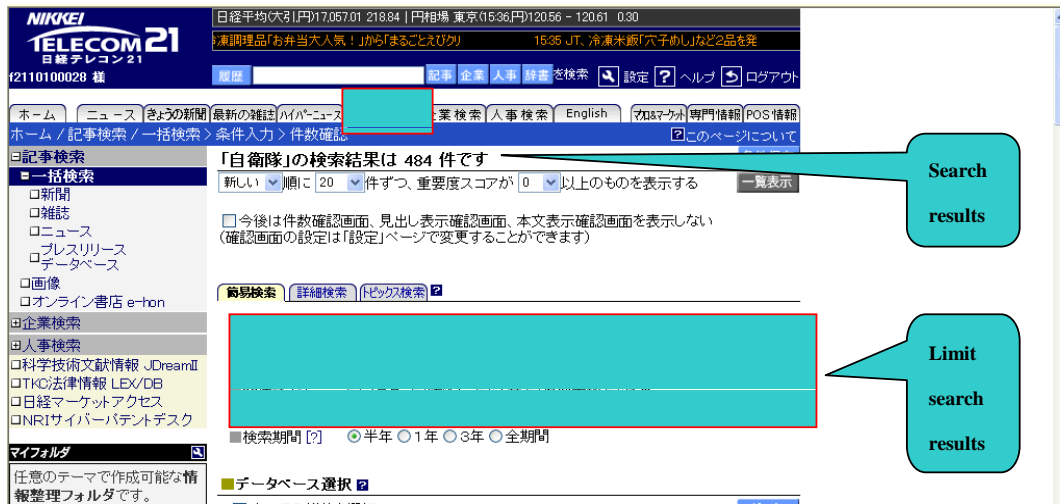 NIKKEI
TELECOM21
日経テレコン21
f2110100028 様
日経平均(大引,円)17,057.01 218.84 | 円相場 東京(15:36,円)120.56 - 120.61 0.30
凍調理品「お弁当大人気!」から「まるごとえびクリ
15:35 JT、冷凍米飯「穴子めし」など2品を発
履歴
記事 企業 人事 辞書 を検索 設定 ? ヘルプ ログアウト
ホーム ニュース きょうの新聞 最新の雑誌 ハイパーニュース 業検索 人事検索 English マクロ&マーケット 専門情報 POS情報
ホーム / 記事検索 / 一括検索 > 条件入力 > 件数確認
?このページについて
記事検索
一括検索
新聞
雑誌
ニュース
プレスリリース
データベース
画像
オンライン書店 e-hon
企業検索
人事検索
科学技術文献情報 JDreamⅡ
TKC法律情報 LEX/DB
日経マーケットアクセス
NRIサイバーパテントデスク
マイフォルダ
任意のテーマで作成可能な情
報整理フォルダです。
「自衛隊」の検索結果は 484 件です
新しい 順に 20 件ずつ、重要度スコアが 0 以上のものを表示する
一覧表示
今後は件数確認画面、見出し表示確認画面、本文表示確認画面を表示しない
(確認画面の設定は「設定」ページで変更することができます)
簡易検索 詳細検索 トピックス検索 ?
■検索期間 [?] 半年 1年 3年 全期間
■データベース選択 ?
Search
results
Limit
search
results